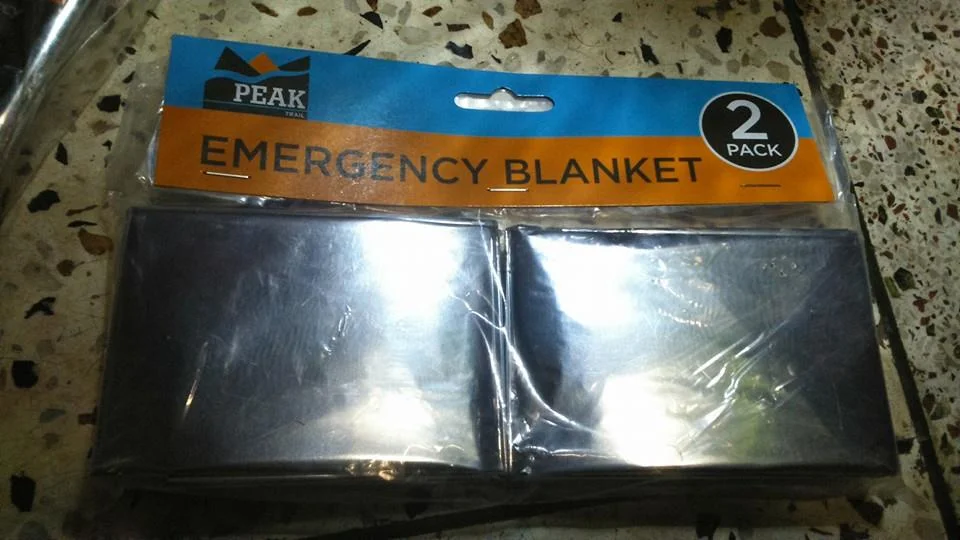 PEAK
TRAIL
2
PACK
EMERGENCY BLANKET